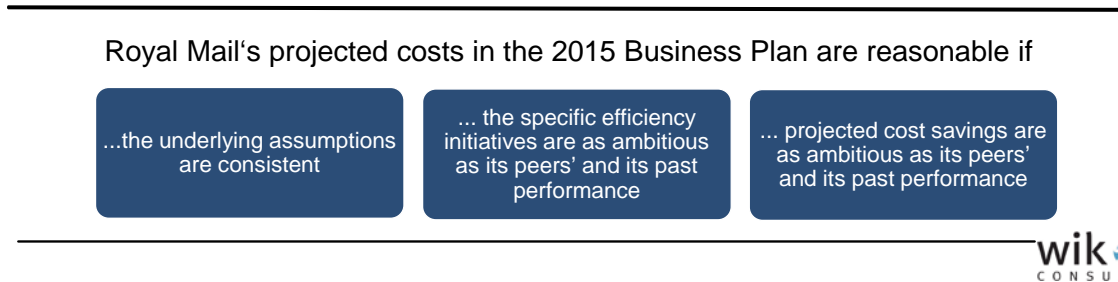 Royal Mail‘s projected costs in the 2015 Business Plan are reasonable if
...the underlying assumptions
are consistent
... the specific efficiency
initiatives are as ambitious
as its peers’ and its past
performance
... projected cost savings are
as ambitious as its peers’
and its past performance
wik